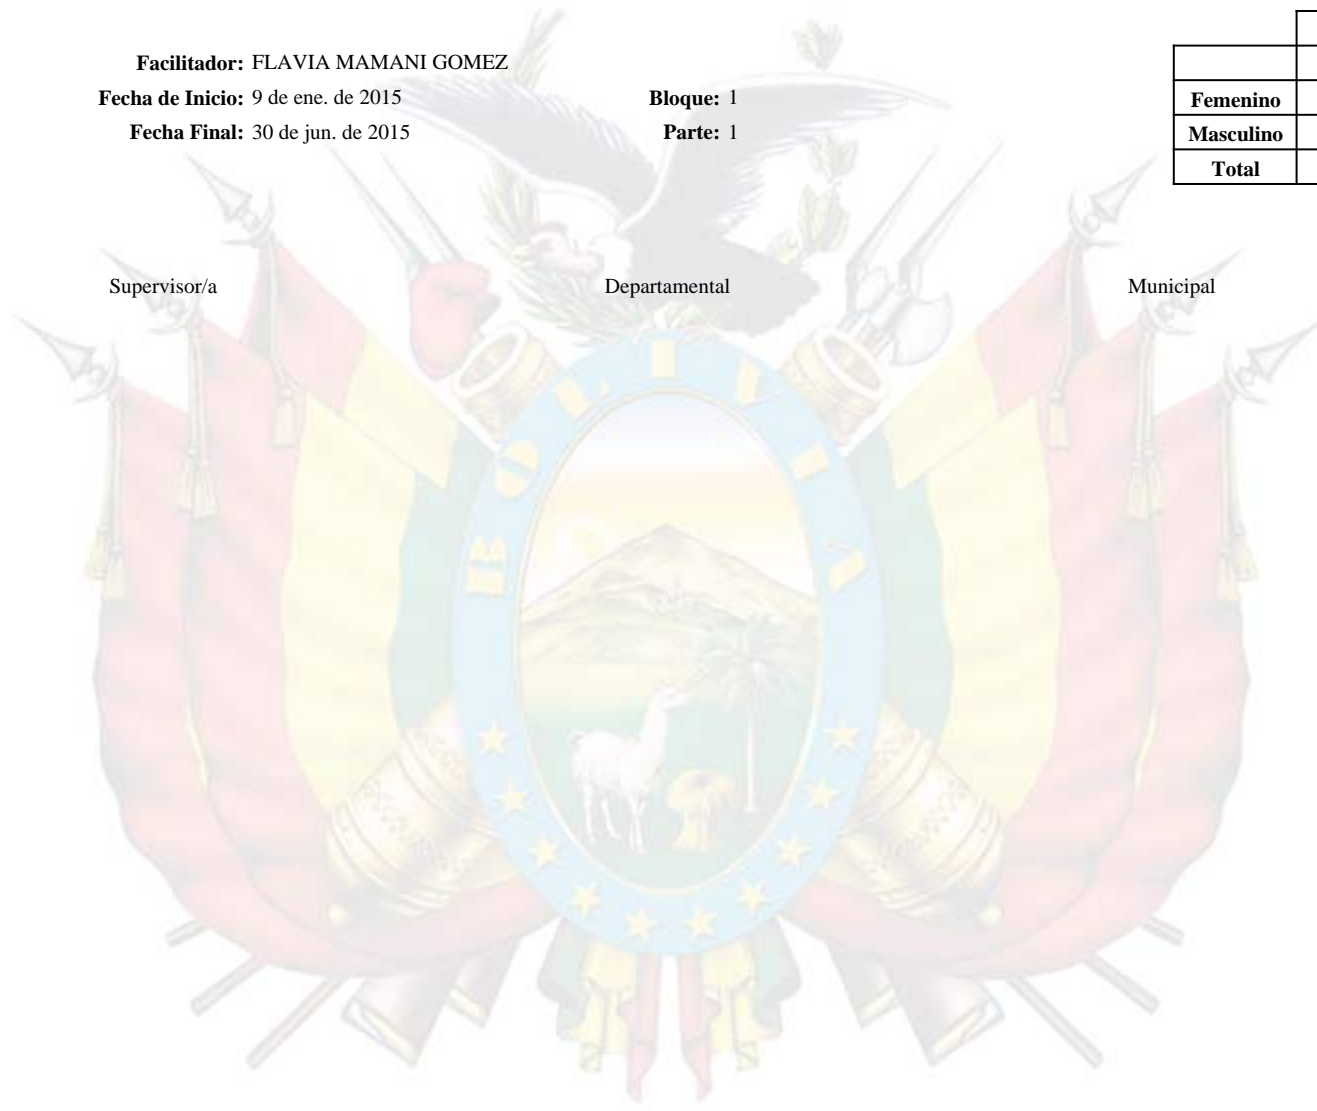 Facilitador: FLAVIA MAMANI GOMEZ
Fecha de Inicio: 9 de ene. de 2015 Bloque: 1
Femenino
Fecha Final: 30 de jun. de 2015 Parte: 1
Masculino
Total
Supervisor/a Departamental Municipal
BOLIVIA